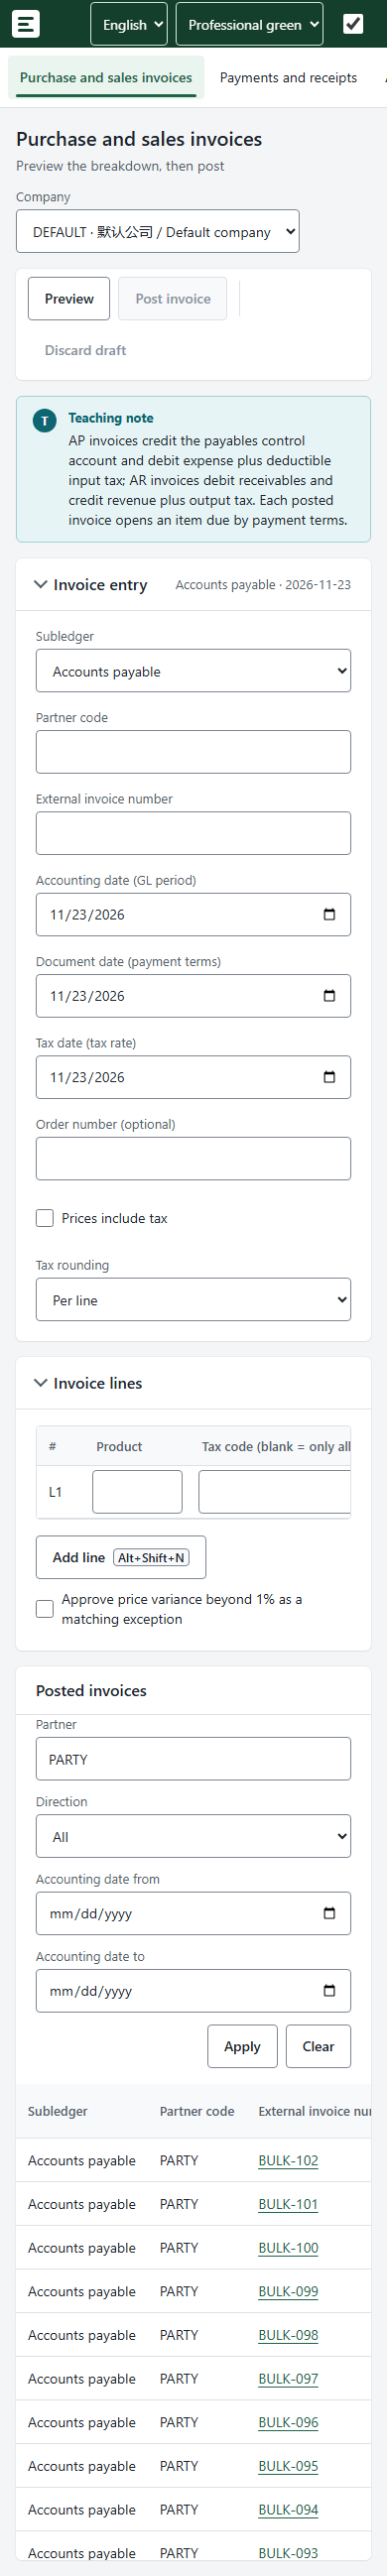 English
Professional green
Purchase and sales invoices
Payments and receipts
Purchase and sales invoices
Preview the breakdown, then post
Company
DEFAULT · 默认公司 / Default company
Preview
Post invoice
Discard draft
T
Teaching note
AP invoices credit the payables control
account and debit expense plus deductible
input tax; AR invoices debit receivables and
credit revenue plus output tax. Each posted
invoice opens an item due by payment terms.
Invoice entry
Accounts payable · 2026-11-23
Subledger
Accounts payable
Partner code
External invoice number
Accounting date (GL period)
11/23/2026
Document date (payment terms)
11/23/2026
Tax date (tax rate)
11/23/2026
Order number (optional)
Prices include tax
Tax rounding
Per line
Invoice lines
# Product Tax code (blank = only all
L1
Add line Alt+Shift+N
Approve price variance beyond 1% as a
matching exception
Posted invoices
Partner
PARTY
Direction
All
Accounting date from
mm/dd/yyyy
Accounting date to
mm/dd/yyyy
Apply
Clear
Subledger Partner code External invoice nu
Accounts payable PARTY BULK-102
Accounts payable PARTY BULK-101
Accounts payable PARTY BULK-100
Accounts payable PARTY BULK-099
Accounts payable PARTY BULK-098
Accounts payable PARTY BULK-097
Accounts payable PARTY BULK-096
Accounts payable PARTY BULK-095
Accounts payable PARTY BULK-094
Accounts payable PARTY BULK-093